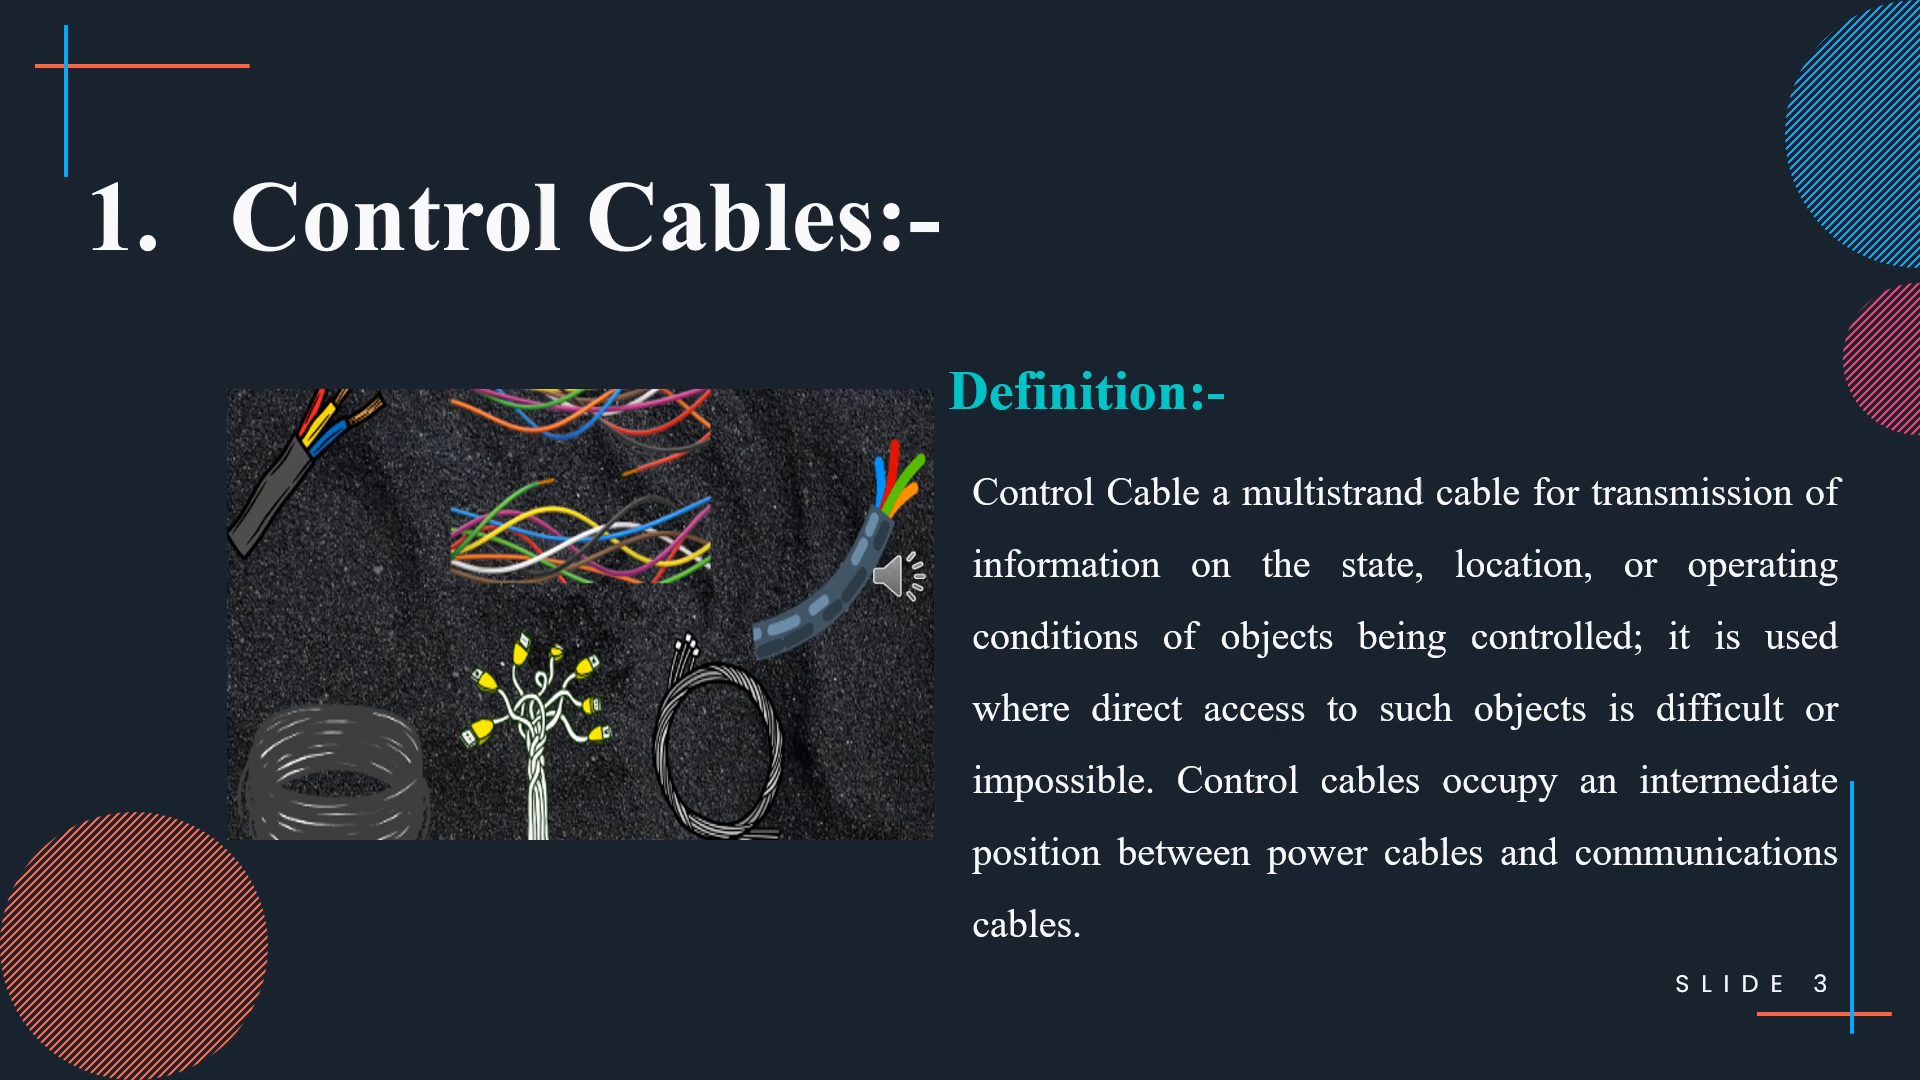 1. Control Cables:-
Definition:-
Control Cable a multistrand cable for transmission of
information on the state, location, or operating
conditions of objects being controlled; it is used
where direct access to such objects is difficult or
impossible. Control cables occupy an intermediate
position between power cables and communications
cables.
SLIDE 3